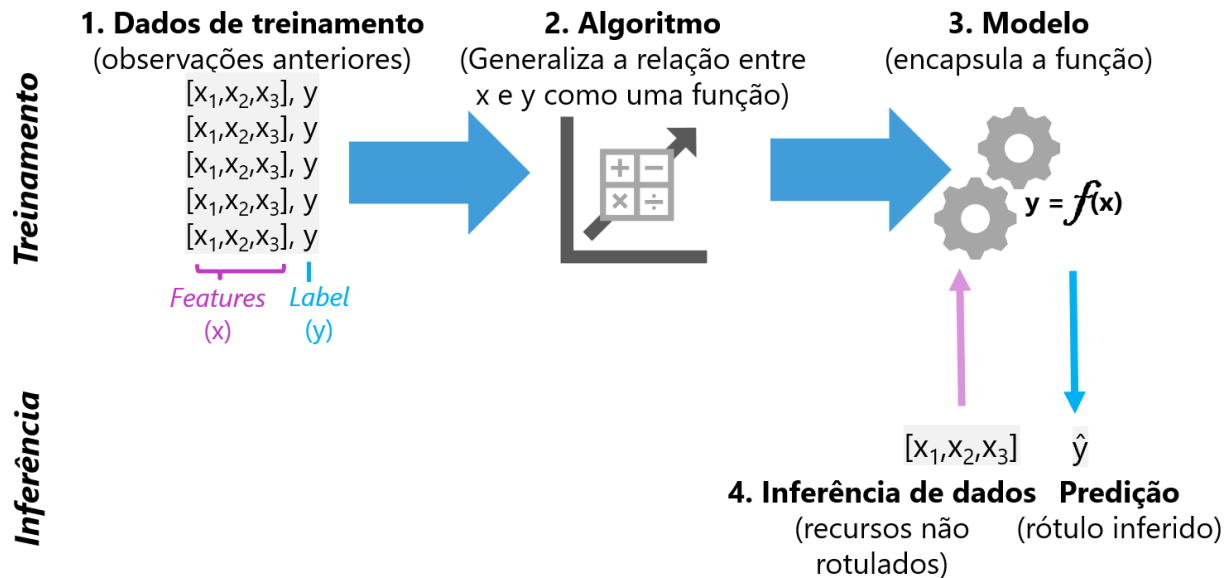 1. Dados de treinamento
(observações anteriores)
[x₁,x₂,x₃], y
[x₁,x₂,x₃], y
[x₁,x₂,x₃], y
[x₁,x₂,x₃], y
[x₁,x₂,x₃], y
Features
(x)
Label
(y)
2. Algoritmo
(Generaliza a relação entre
x e y como uma função)
+ −
× ÷
3. Modelo
(encapsula a função)
y = f(x)
Treinamento
Inferência
[x₁,x₂,x₃]
4. Inferência de dados
(recursos não
rotulados)
ŷ
Predição
(rótulo inferido)